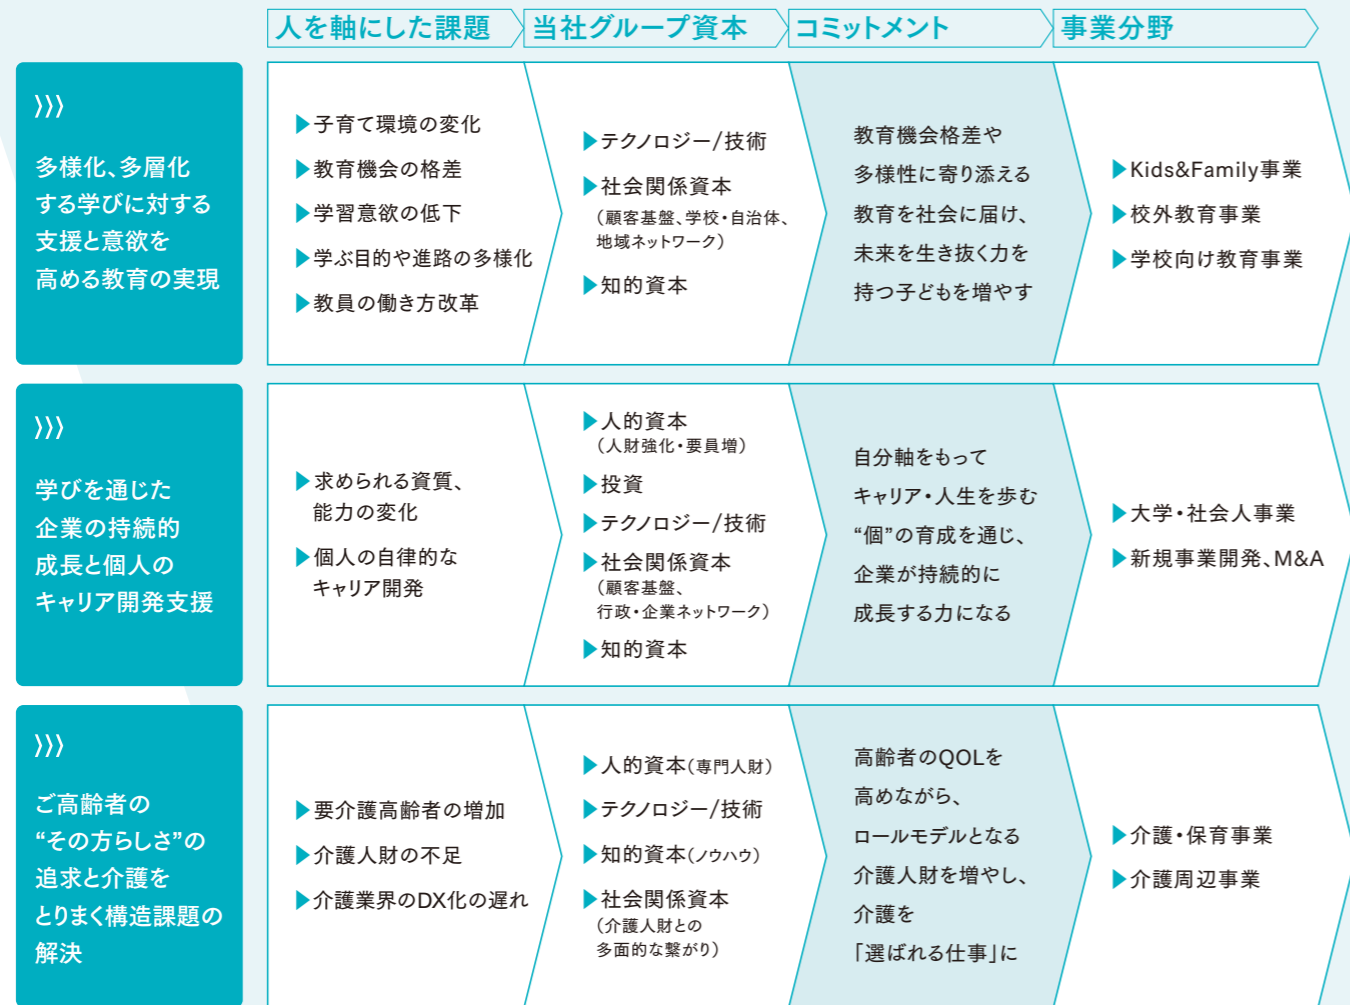 人を軸にした課題
当社グループ資本
コミットメント
事業分野
多様化、多層化
する学びに対する
支援と意欲を
高める教育の実現
▶子育て環境の変化
▶教育機会の格差
▶学習意欲の低下
▶学ぶ目的や進路の多様化
▶教員の働き方改革
▶テクノロジー/技術
▶社会関係資本
（顧客基盤、学校・自治体、
地域ネットワーク）
▶知的資本
教育機会格差や
多様性に寄り添える
教育を社会に届け、
未来を生き抜く力を
持つ子どもを増やす
▶Kids&Family事業
▶校外教育事業
▶学校向け教育事業
学びを通じた
企業の持続的
成長と個人の
キャリア開発支援
▶求められる資質、
能力の変化
▶個人の自律的な
キャリア開発
▶人的資本
（人財強化・要員増）
▶投資
▶テクノロジー/技術
▶社会関係資本
（顧客基盤、
行政・企業ネットワーク）
▶知的資本
自分軸をもって
キャリア・人生を歩む
“個”の育成を通じ、
企業が持続的に
成長する力になる
▶大学・社会人事業
▶新規事業開発、M&A
ご高齢者の
“その方らしさ”の
追求と介護を
とりまく構造課題の
解決
▶要介護高齢者の増加
▶介護人財の不足
▶介護業界のDX化の遅れ
▶人的資本（専門人財）
▶テクノロジー/技術
▶知的資本（ノウハウ）
▶社会関係資本
（介護人財との
多面的な繋がり）
高齢者のQOLを
高めながら、
ロールモデルとなる
介護人財を増やし、
介護を
「選ばれる仕事」に
▶介護・保育事業
▶介護周辺事業